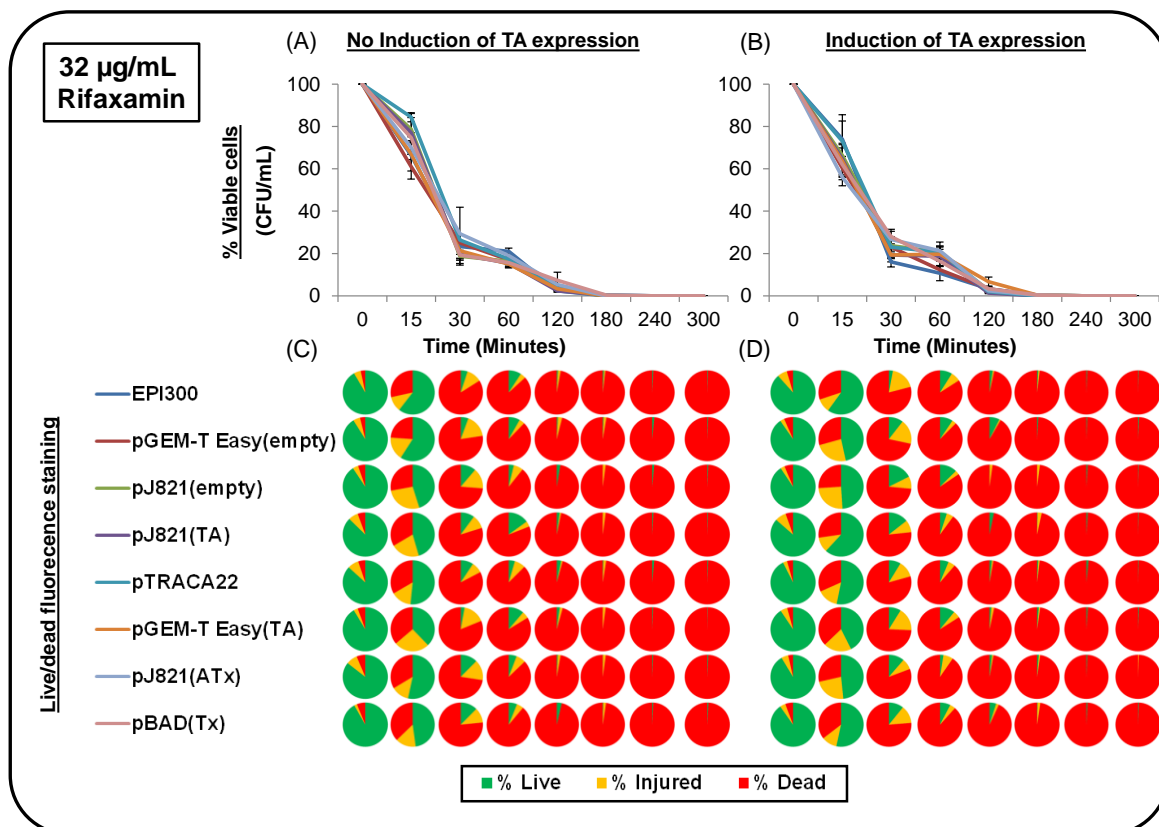 32 µg/mL
Rifaxamin
(A) No Induction of TA expression
(B) Induction of TA expression
% Viable cells
(CFU/mL)
100
80
60
40
20
0
0 15 30 60 120 180 240 300
100
80
60
40
20
0
0 15 30 60 120 180 240 300
Time (Minutes)
Time (Minutes)
(C)
(D)
Live/dead fluorecence staining
EPI300
pGEM-T Easy(empty)
pJ821(empty)
pJ821(TA)
pTRACA22
pGEM-T Easy(TA)
pJ821(ATx)
pBAD(Tx)
% Live % Injured % Dead